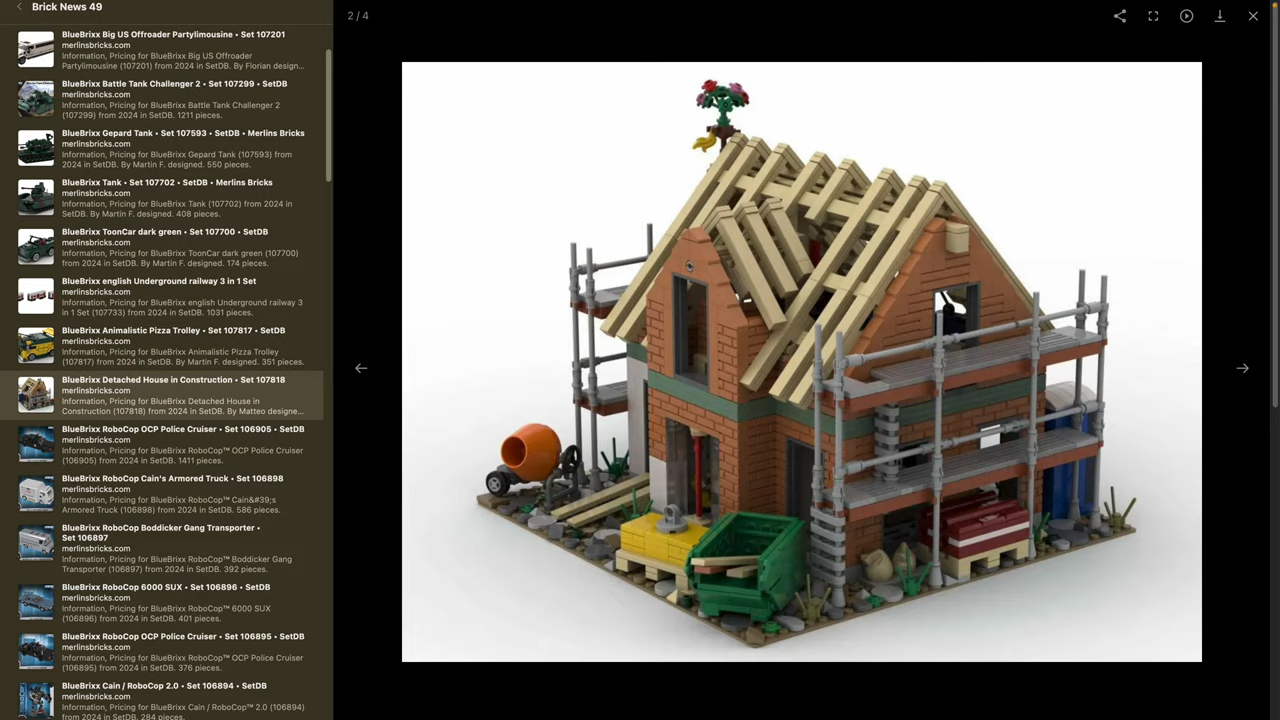 Brick News 49
2 / 4
BlueBrixx Big US Offroader Partylimousine • Set 107201
merlinsbricks.com
Information, Pricing for BlueBrixx Big US Offroader
Partylimousine (107201) from 2024 in SetDB. By Florian design...
BlueBrixx Battle Tank Challenger 2 • Set 107299 • SetDB
merlinsbricks.com
Information, Pricing for BlueBrixx Battle Tank Challenger 2
(107299) from 2024 in SetDB. 1211 pieces.
BlueBrixx Gepard Tank • Set 107593 • SetDB • Merlins Bricks
merlinsbricks.com
Information, Pricing for BlueBrixx Gepard Tank (107593) from
2024 in SetDB. By Martin F. designed. 550 pieces.
BlueBrixx Tank • Set 107702 • SetDB • Merlins Bricks
merlinsbricks.com
Information, Pricing for BlueBrixx Tank (107702) from 2024 in
SetDB. By Martin F. designed. 408 pieces.
BlueBrixx ToonCar dark green • Set 107700 • SetDB
merlinsbricks.com
Information, Pricing for BlueBrixx ToonCar dark green (107700)
from 2024 in SetDB. By Martin F. designed. 174 pieces.
BlueBrixx english Underground railway 3 in 1 Set
merlinsbricks.com
Information, Pricing for BlueBrixx english Underground railway 3
in 1 Set (107733) from 2024 in SetDB. 1031 pieces.
BlueBrixx Animalistic Pizza Trolley • Set 107817 • SetDB
merlinsbricks.com
Information, Pricing for BlueBrixx Animalistic Pizza Trolley
(107817) from 2024 in SetDB. By Martin F. designed. 351 pieces.
BlueBrixx Detached House in Construction • Set 107818
merlinsbricks.com
Information, Pricing for BlueBrixx Detached House in
Construction (107818) from 2024 in SetDB. By Matteo designe...
BlueBrixx RoboCop OCP Police Cruiser • Set 106905 • SetDB
merlinsbricks.com
Information, Pricing for BlueBrixx RoboCop™ OCP Police Cruiser
(106905) from 2024 in SetDB. 1411 pieces.
BlueBrixx RoboCop Cain's Armored Truck • Set 106898
merlinsbricks.com
Information, Pricing for BlueBrixx RoboCop™ Cain&#39;s
Armored Truck (106898) from 2024 in SetDB. 586 pieces.
BlueBrixx RoboCop Boddicker Gang Transporter •
Set 106897
merlinsbricks.com
Information, Pricing for BlueBrixx RoboCop™ Boddicker Gang
Transporter (106897) from 2024 in SetDB. 392 pieces.
BlueBrixx RoboCop 6000 SUX • Set 106896 • SetDB
merlinsbricks.com
Information, Pricing for BlueBrixx RoboCop™ 6000 SUX
(106896) from 2024 in SetDB. 401 pieces.
BlueBrixx RoboCop OCP Police Cruiser • Set 106895 • SetDB
merlinsbricks.com
Information, Pricing for BlueBrixx RoboCop™ OCP Police Cruiser
(106895) from 2024 in SetDB. 376 pieces.
BlueBrixx Cain / RoboCop 2.0 • Set 106894 • SetDB
merlinsbricks.com
Information, Pricing for BlueBrixx Cain / RoboCop™ 2.0 (106894)
from 2024 in SetDB. 284 pieces.